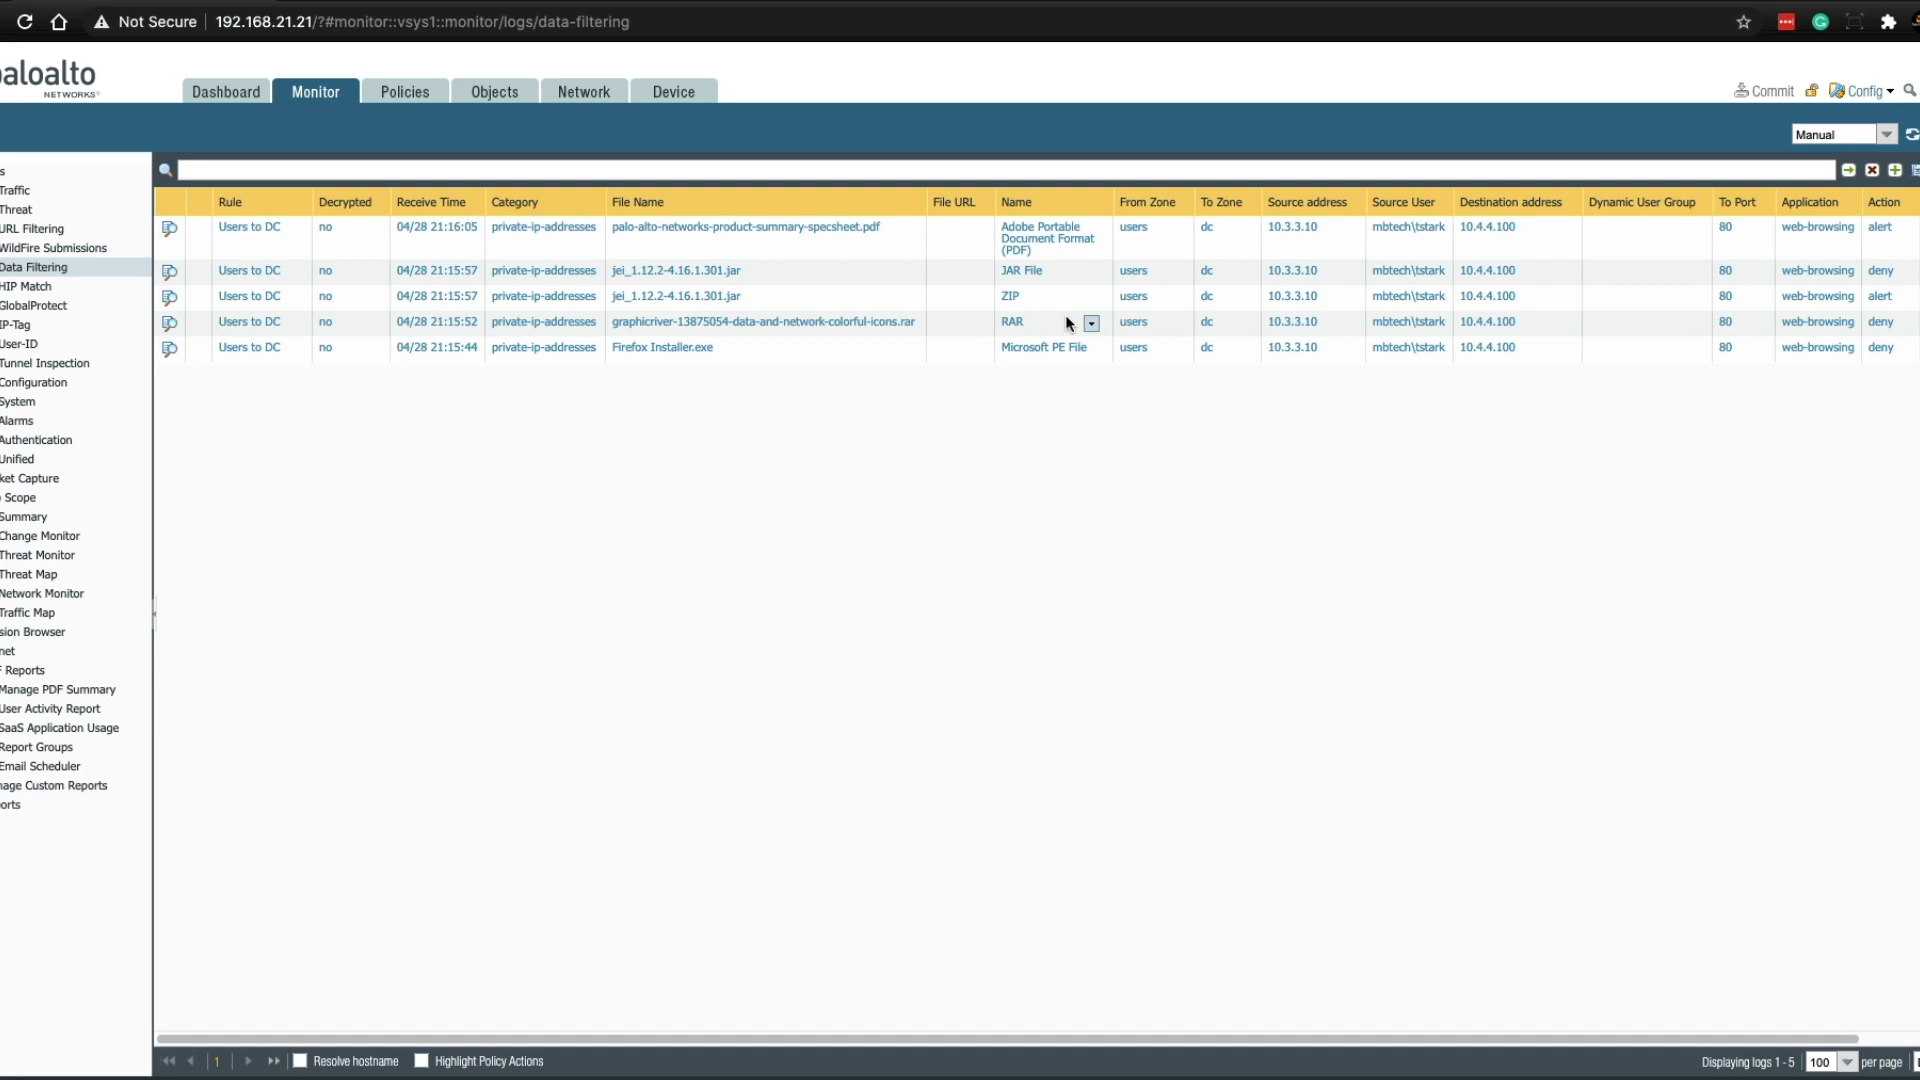 Not Secure 192.168.21.21/?#monitor::vsys1::monitor/logs/data-filtering
paloalto
NETWORKS
Dashboard Monitor Policies Objects Network Device
Commit Config
Manual
s
Traffic
Threat
URL Filtering
WildFire Submissions
Data Filtering
HIP Match
GlobalProtect
IP-Tag
User-ID
Tunnel Inspection
Configuration
System
Alarms
Authentication
Unified
ket Capture
Scope
Summary
Change Monitor
Threat Monitor
Threat Map
Network Monitor
Traffic Map
sion Browser
net
F Reports
Manage PDF Summary
User Activity Report
SaaS Application Usage
Report Groups
Email Scheduler
nage Custom Reports
orts
Rule Decrypted Receive Time Category File Name File URL Name From Zone To Zone Source address Source User Destination address Dynamic User Group To Port Application Action
Users to DC no 04/28 21:16:05 private-ip-addresses palo-alto-networks-product-summary-specsheet.pdf Adobe Portable Document Format (PDF) users dc 10.3.3.10 mbtech\tstark 10.4.4.100 80 web-browsing alert
Users to DC no 04/28 21:15:57 private-ip-addresses jei_1.12.2-4.16.1.301.jar JAR File users dc 10.3.3.10 mbtech\tstark 10.4.4.100 80 web-browsing deny
Users to DC no 04/28 21:15:57 private-ip-addresses jei_1.12.2-4.16.1.301.jar ZIP users dc 10.3.3.10 mbtech\tstark 10.4.4.100 80 web-browsing alert
Users to DC no 04/28 21:15:52 private-ip-addresses graphicriver-13875054-data-and-network-colorful-icons.rar RAR users dc 10.3.3.10 mbtech\tstark 10.4.4.100 80 web-browsing deny
Users to DC no 04/28 21:15:44 private-ip-addresses Firefox Installer.exe Microsoft PE File users dc 10.3.3.10 mbtech\tstark 10.4.4.100 80 web-browsing deny
1 Resolve hostname Highlight Policy Actions Displaying logs 1 - 5 100 per page